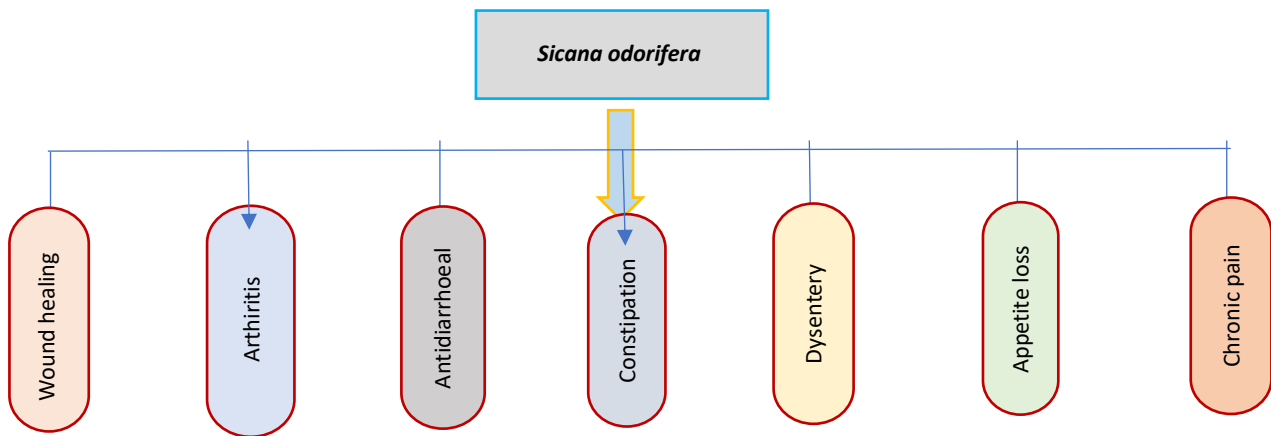 Sicana odorifera
Wound healing
Arthiritis
Antidiarrhoeal
Constipation
Dysentery
Appetite loss
Chronic pain